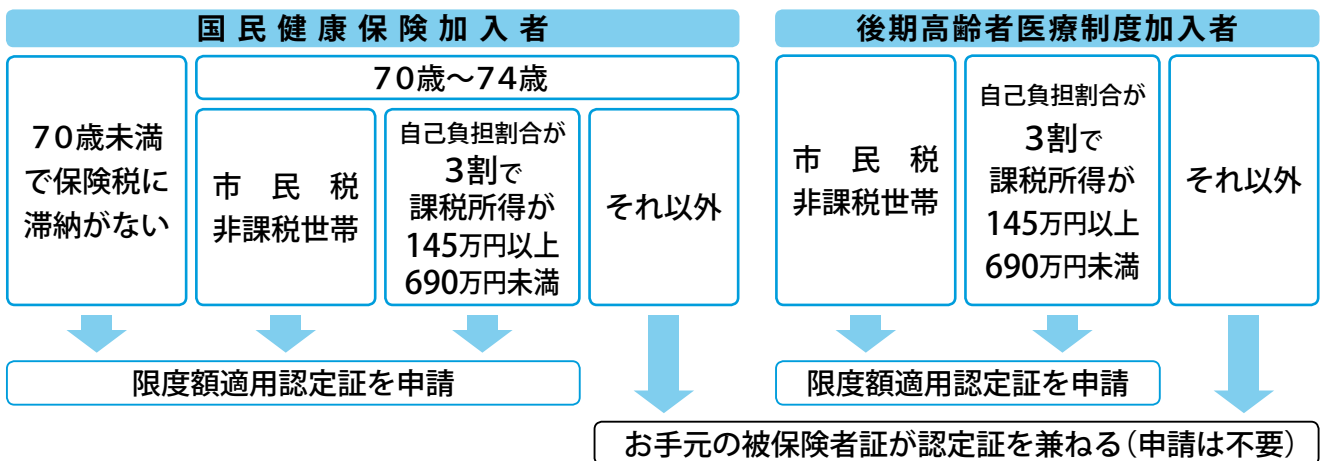 国民健康保険加入者
70歳～74歳
70歳未満
で保険税に
滞納がない
市民税
非課税世帯
自己負担割合が
3割で
課税所得が
145万円以上
690万円未満
それ以外
限度額適用認定証を申請
後期高齢者医療制度加入者
市民税
非課税世帯
自己負担割合が
3割で
課税所得が
145万円以上
690万円未満
それ以外
限度額適用認定証を申請
お手元の被保険者証が認定証を兼ねる（申請は不要）